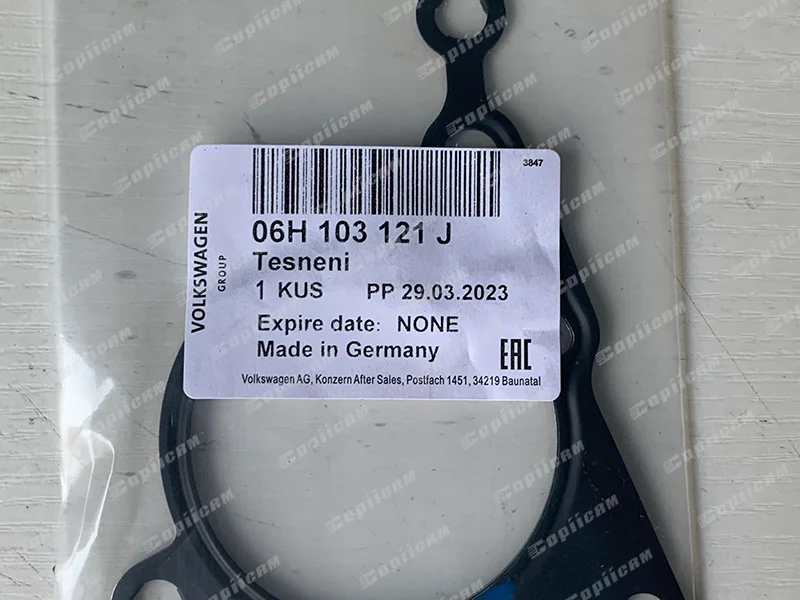 3847
VOLKSWAGEN
GROUP
06H 103 121 J
Tesneni
1 KUS PP 29.03.2023
Expire date: NONE
Made in Germany
EAC
Volkswagen AG, Konzern After Sales, Postfach 1451, 34219 Baunatal
Copiicam